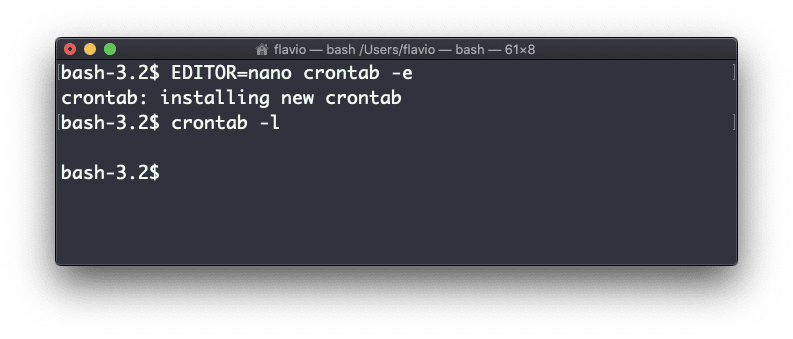 flavio — bash /Users/flavio — bash — 61×8
[bash-3.2$ EDITOR=nano crontab -e ]
crontab: installing new crontab
[bash-3.2$ crontab -l ]
bash-3.2$